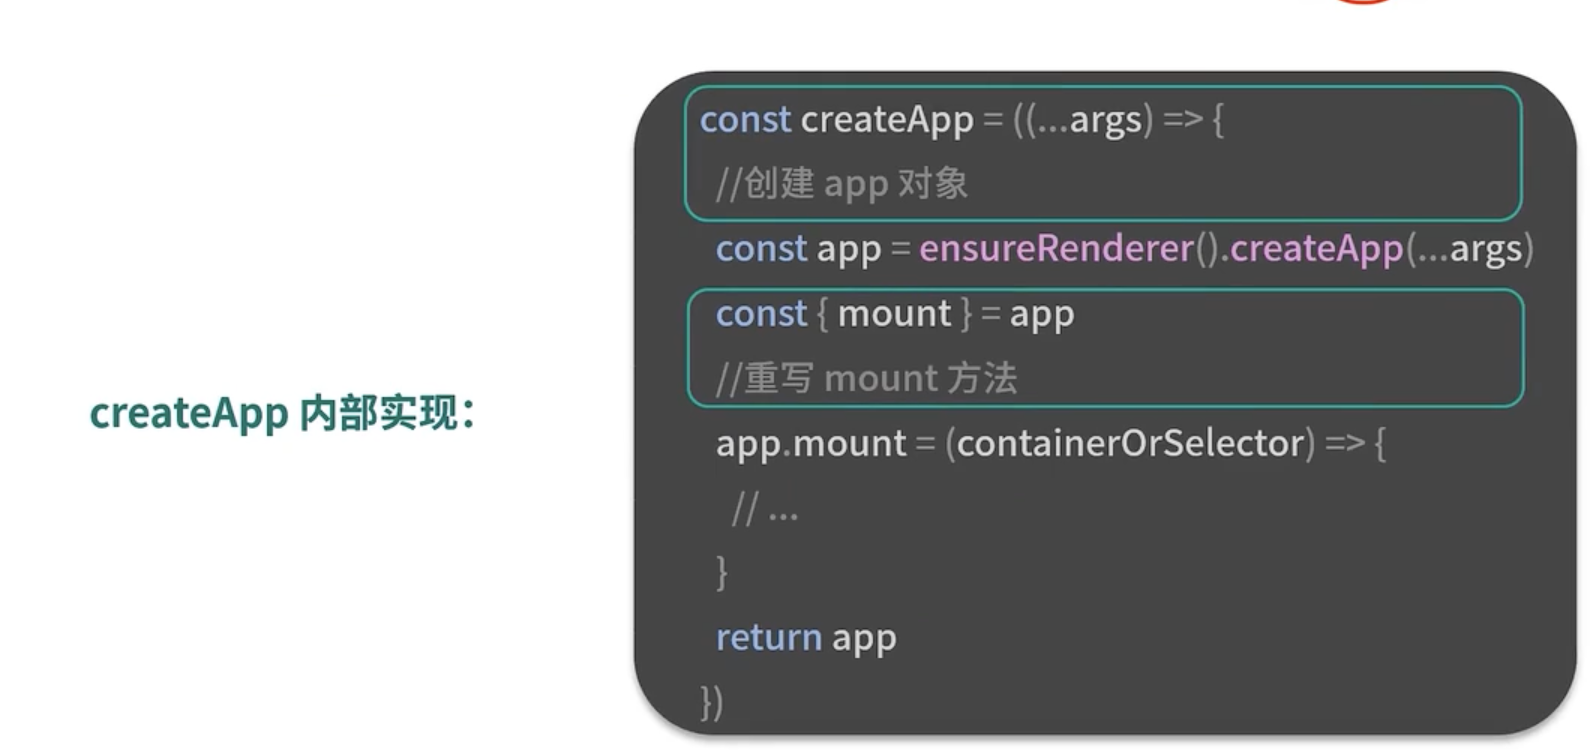 createApp 内部实现：
const createApp = ((...args) => {
//创建 app 对象
const app = ensureRenderer().createApp(...args)
const { mount } = app
//重写 mount 方法
app.mount = (containerOrSelector) => {
// ...
}
return app
})